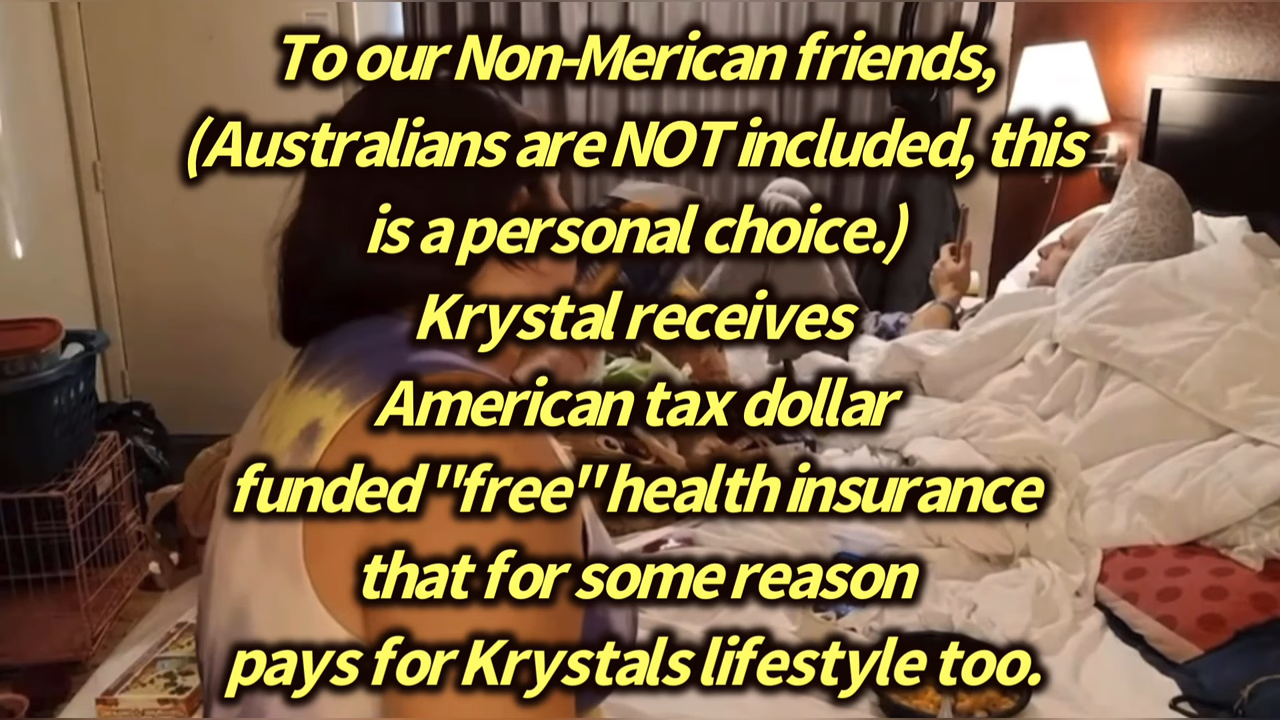 To our Non-Merican friends,
(Australians are NOT included, this
is a personal choice.)
Krystal receives
American tax dollar
funded "free" health insurance
that for some reason
pays for Krystals lifestyle too.